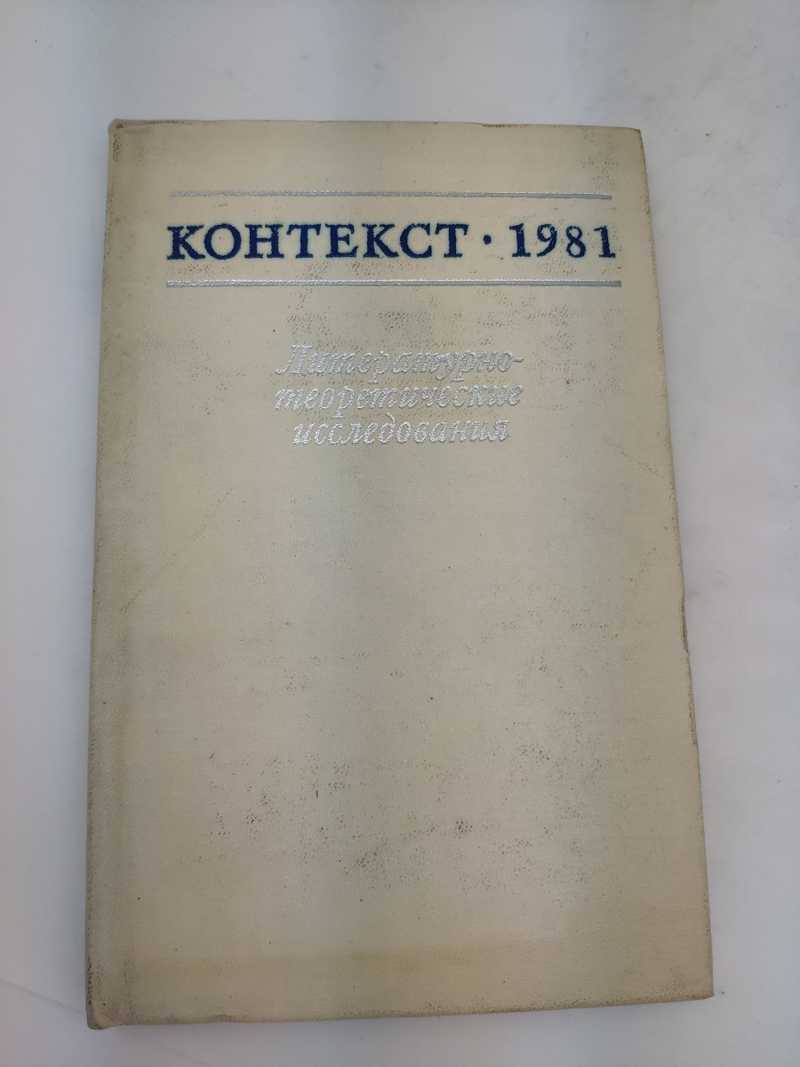 КОНТЕКСТ · 1981
Литературно-
теоретические
исследования